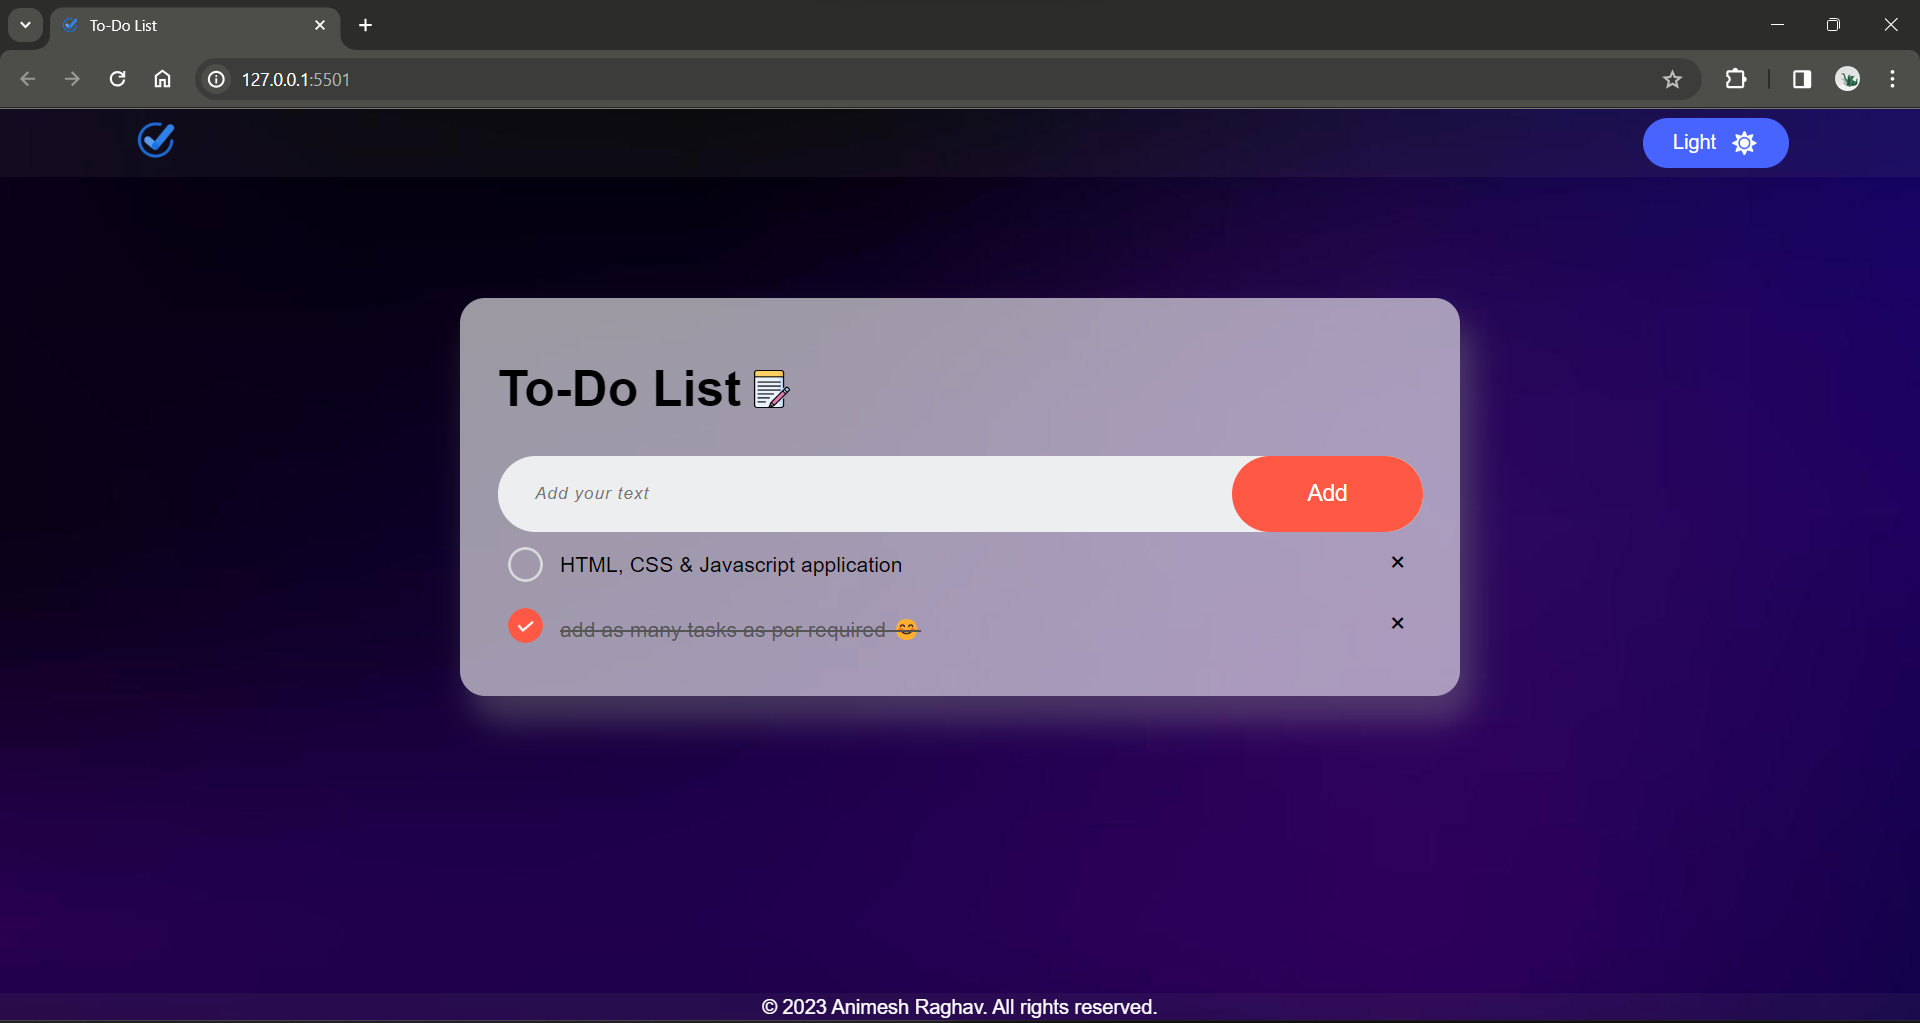 To-Do List
127.0.0.1:5501
Light
To-Do List
Add your text
Add
HTML, CSS & Javascript application
add as many tasks as per required 😊
© 2023 Animesh Raghav. All rights reserved.